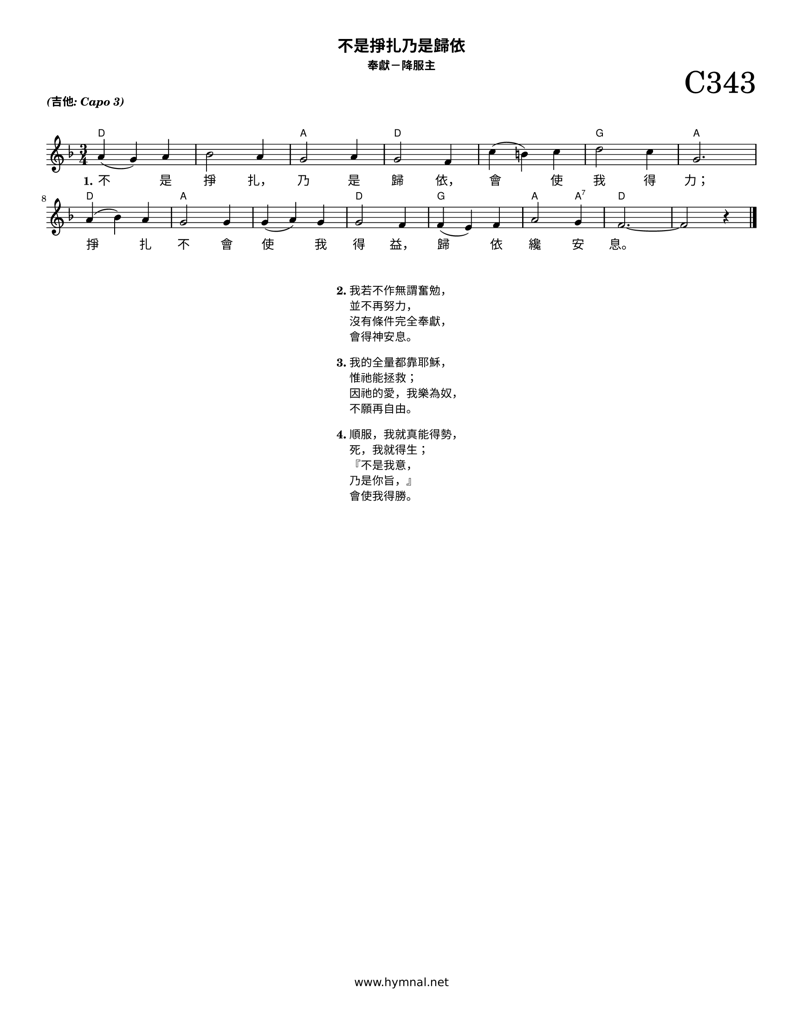 不是掙扎乃是歸依
奉獻－降服主
C343
(吉他: Capo 3)
D A D G A
1. 不 是 掙 扎， 乃 是 歸 依， 會 使 我 得 力；
8 D A D G A A7 D
掙 扎 不 會 使 我 得 益， 歸 依 纔 安 息。
2. 我若不作無謂奮勉，
並不再努力，
沒有條件完全奉獻，
會得神安息。
3. 我的全量都靠耶穌，
惟祂能拯救；
因祂的愛，我樂為奴，
不願再自由。
4. 順服，我就真能得勢，
死，我就得生；
『不是我意，
乃是你旨，』
會使我得勝。
www.hymnal.net